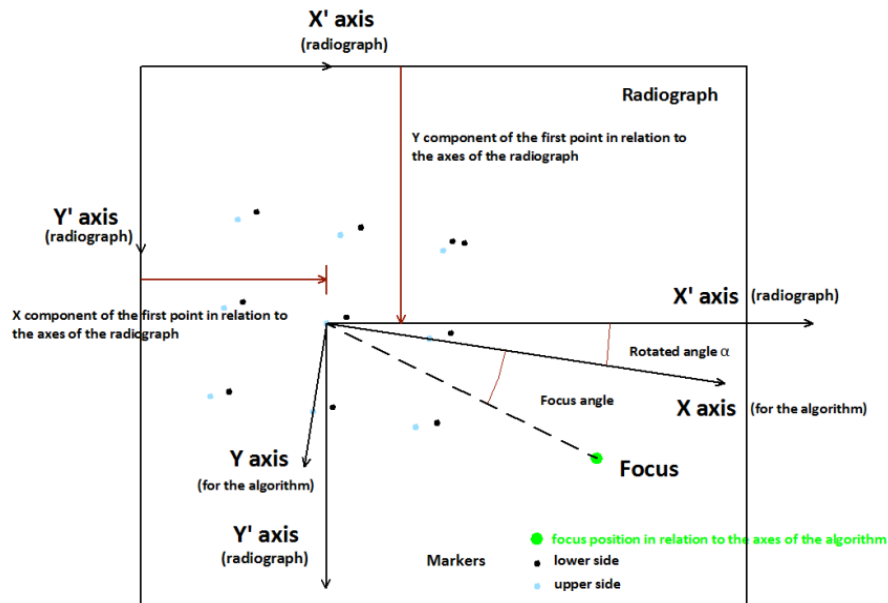 X' axis
(radiograph)
Radiograph
Y component of the first point in relation to
the axes of the radiograph
Y' axis
(radiograph)
X' axis (radiograph)
X component of the first point in relation to
the axes of the radiograph
Rotated angle α
Focus angle
X axis (for the algorithm)
Y axis
(for the algorithm)
Focus
Y' axis
(radiograph)
focus position in relation to the axes of the algorithm
Markers
lower side
upper side